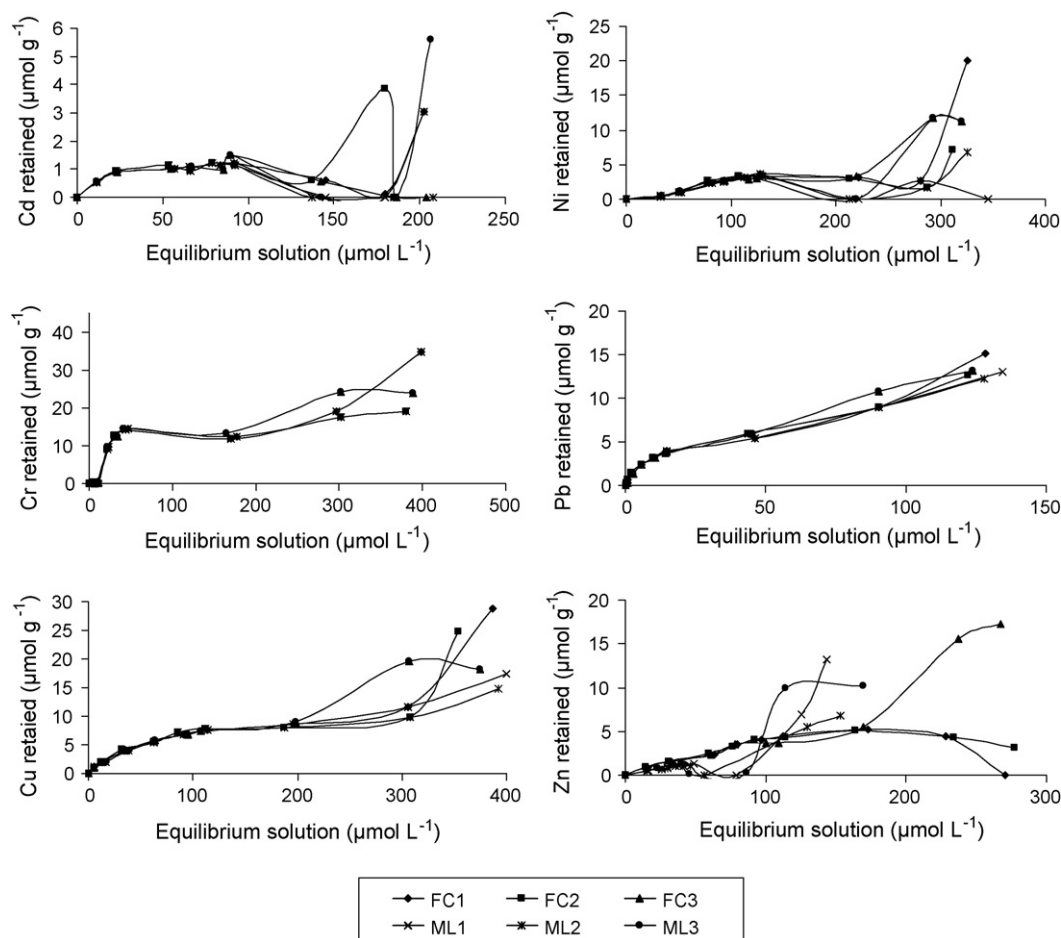 Cd retained (µmol g⁻¹)
6
5
4
3
2
1
0
0 50 100 150 200 250
Equilibrium solution (µmol L⁻¹)
Ni retained (µmol g⁻¹)
25
20
15
10
5
0
0 100 200 300 400
Equilibrium solution (µmol L⁻¹)
Cr retained (µmol g⁻¹)
40
30
20
10
0
0 100 200 300 400 500
Equilibrium solution (µmol L⁻¹)
Pb retained (µmol g⁻¹)
20
15
10
5
0
0 50 100 150
Equilibrium solution (µmol L⁻¹)
Cu retaied (µmol g⁻¹)
30
25
20
15
10
5
0
0 100 200 300 400
Equilibrium solution (µmol L⁻¹)
Zn retained (µmol g⁻¹)
20
15
10
5
0
0 100 200 300
Equilibrium solution (µmol L⁻¹)
FC1 FC2 FC3
ML1 ML2 ML3